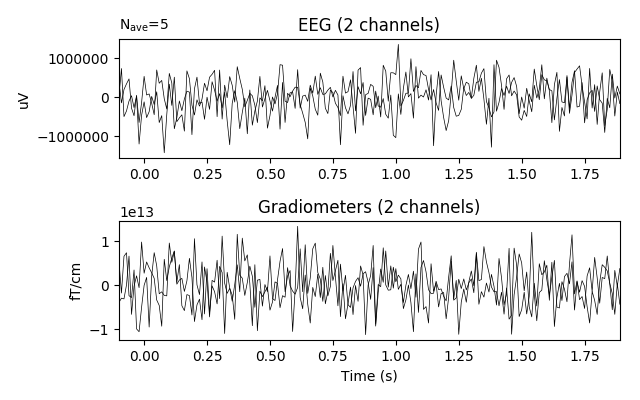 N_ave=5
EEG (2 channels)
uV
1000000
0
−1000000
0.00 0.25 0.50 0.75 1.00 1.25 1.50 1.75
1e13
Gradiometers (2 channels)
fT/cm
1
0
−1
0.00 0.25 0.50 0.75 1.00 1.25 1.50 1.75
Time (s)